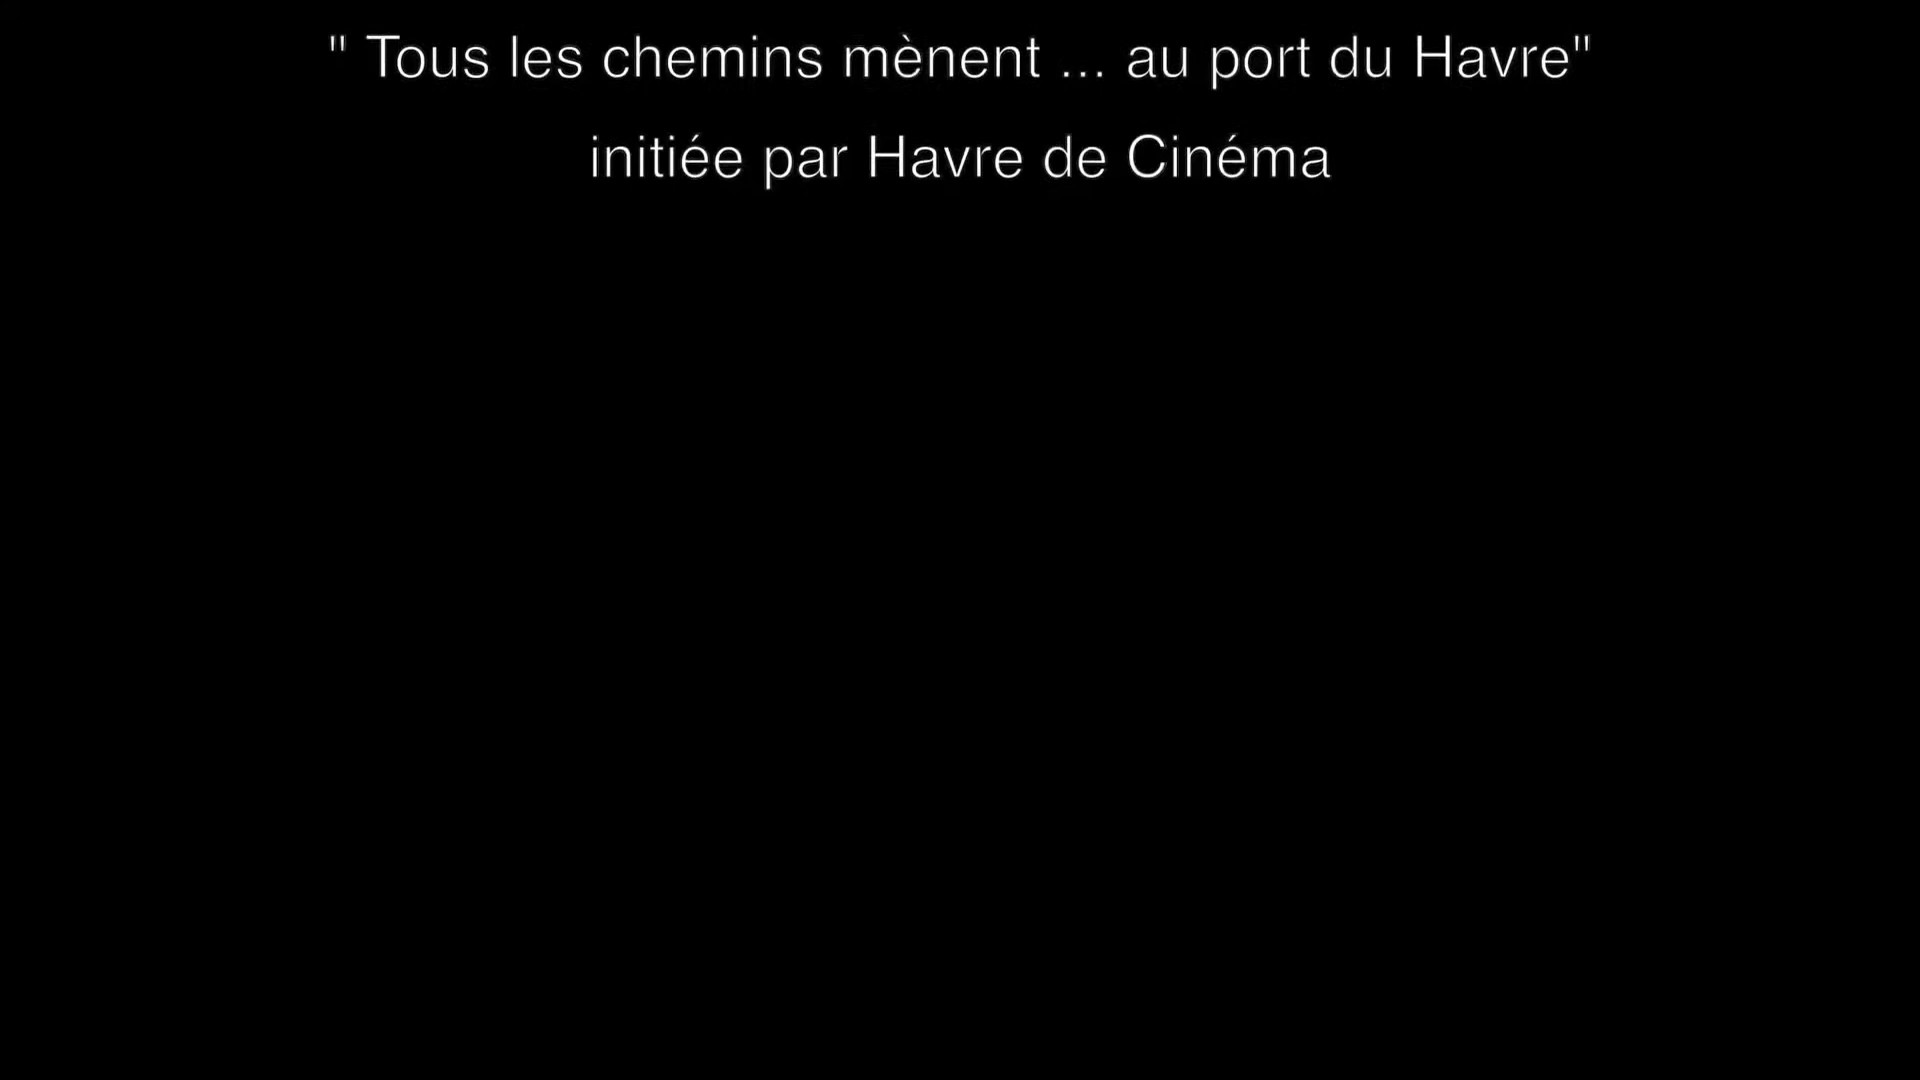 " Tous les chemins mènent ... au port du Havre"
initiée par Havre de Cinéma